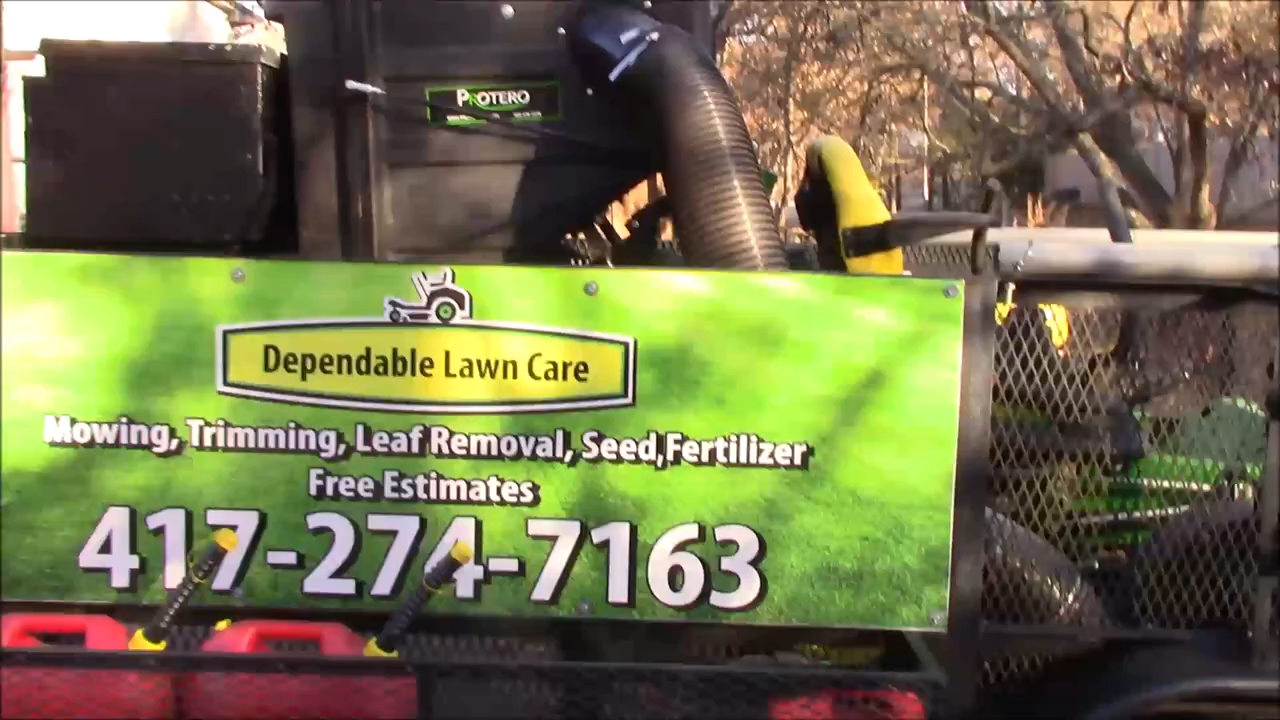 PROTERO
Dependable Lawn Care
Mowing, Trimming, Leaf Removal, Seed,Fertilizer
Free Estimates
417-274-7163